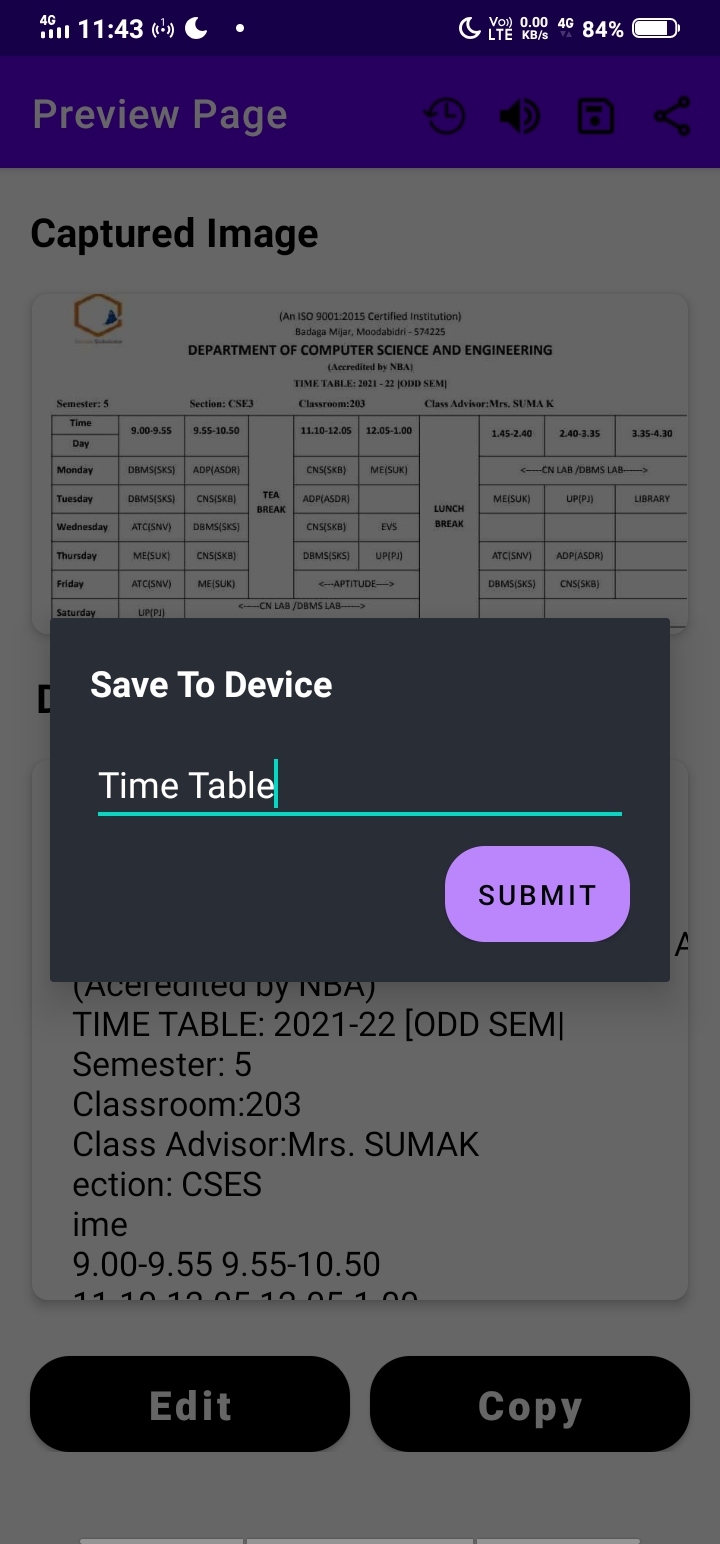 4G 11:43 Vo)) LTE 0.00 KB/s 4G 84%
Preview Page
Captured Image
(An ISO 9001:2015 Certified Institution)
Badaga Mijar, Moodabidri - 574225
DEPARTMENT OF COMPUTER SCIENCE AND ENGINEERING
(Accredited by NBA)
TIME TABLE: 2021 - 22 [ODD SEM]
Semester: 5 Section: CSE3 Classroom:203 Class Advisor:Mrs. SUMA K
Time
Day 9.00-9.55 9.55-10.50 11.10-12.05 12.05-1.00 1.45-2.40 2.40-3.35 3.35-4.30
Monday DBMS(SKS) ADP(ASDR) CNS(SKB) ME(SUK) <-----CN LAB /DBMS LAB------>
Tuesday DBMS(SKS) CNS(SKB) TEA BREAK ADP(ASDR) LUNCH BREAK ME(SUK) UP(PJ) LIBRARY
Wednesday ATC(SNV) DBMS(SKS) CNS(SKB) EVS
Thursday ME(SUK) CNS(SKB) DBMS(SKS) UP(PJ) ATC(SNV) ADP(ASDR)
Friday ATC(SNV) ME(SUK) <---APTITUDE----> DBMS(SKS) CNS(SKB)
Saturday UP(PJ) <-----CN LAB /DBMS LAB------>
Save To Device
Time Table
SUBMIT
(Aceredited by NBA)
TIME TABLE: 2021-22 [ODD SEM|
Semester: 5
Classroom:203
Class Advisor:Mrs. SUMAK
ection: CSES
ime
9.00-9.55 9.55-10.50
11.10-12.05 12.05-1.00
Edit Copy